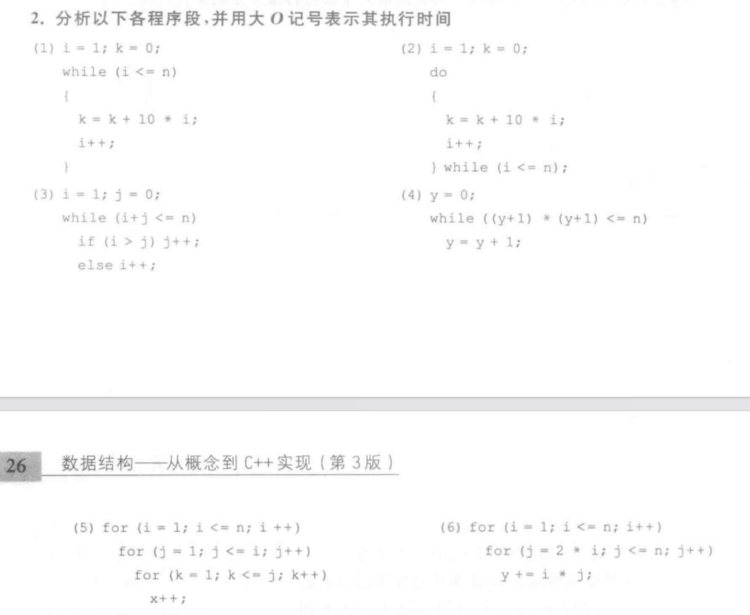 2. 分析以下各程序段,并用大 O 记号表示其执行时间
(1) i = 1; k = 0;
while (i <= n)
{
k = k + 10 * i;
i++;
}
(2) i = 1; k = 0;
do
{
k = k + 10 * i;
i++;
} while (i <= n);
(3) i = 1; j = 0;
while (i+j <= n)
if (i > j) j++;
else i++;
(4) y = 0;
while ((y+1) * (y+1) <= n)
y = y + 1;
26 数据结构——从概念到 C++ 实现(第 3 版)
(5) for (i = 1; i <= n; i ++)
for (j = 1; j <= i; j++)
for (k = 1; k <= j; k++)
x++;
(6) for (i = 1; i <= n; i++)
for (j = 2 * i; j <= n; j++)
y += i * j;